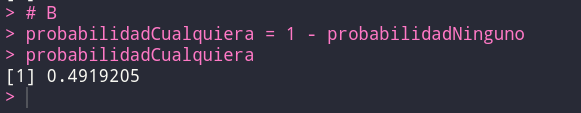 > # B
> probabilidadCualquiera = 1 - probabilidadNinguno
> probabilidadCualquiera
[1] 0.4919205
>